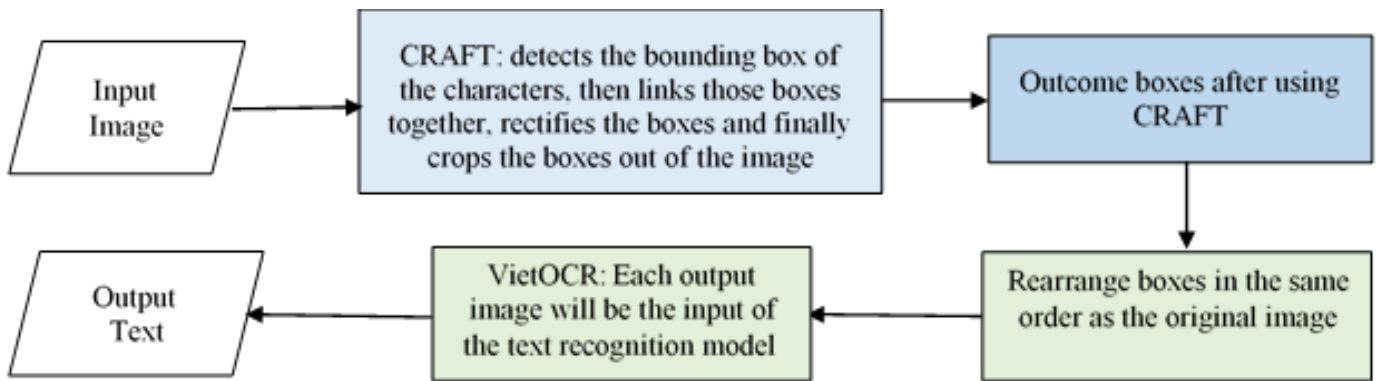 Input
Image
CRAFT: detects the bounding box of
the characters, then links those boxes
together, rectifies the boxes and finally
crops the boxes out of the image
Outcome boxes after using
CRAFT
Rearrange boxes in the same
order as the original image
VietOCR: Each output
image will be the input of
the text recognition model
Output
Text